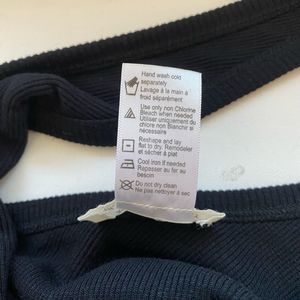 Hand wash cold
separately
Lavage à la main à
froid séparément
Use only non Chlorine
Bleach when needed
Utiliser uniquement du
chlore non Blanchir si
nécessaire
Reshape and lay
flat to dry. Remodeler
et sécher à plat
Cool iron if needed
Repasser au fer au
besoin
Do not dry clean
Ne pas nettoyer à sec